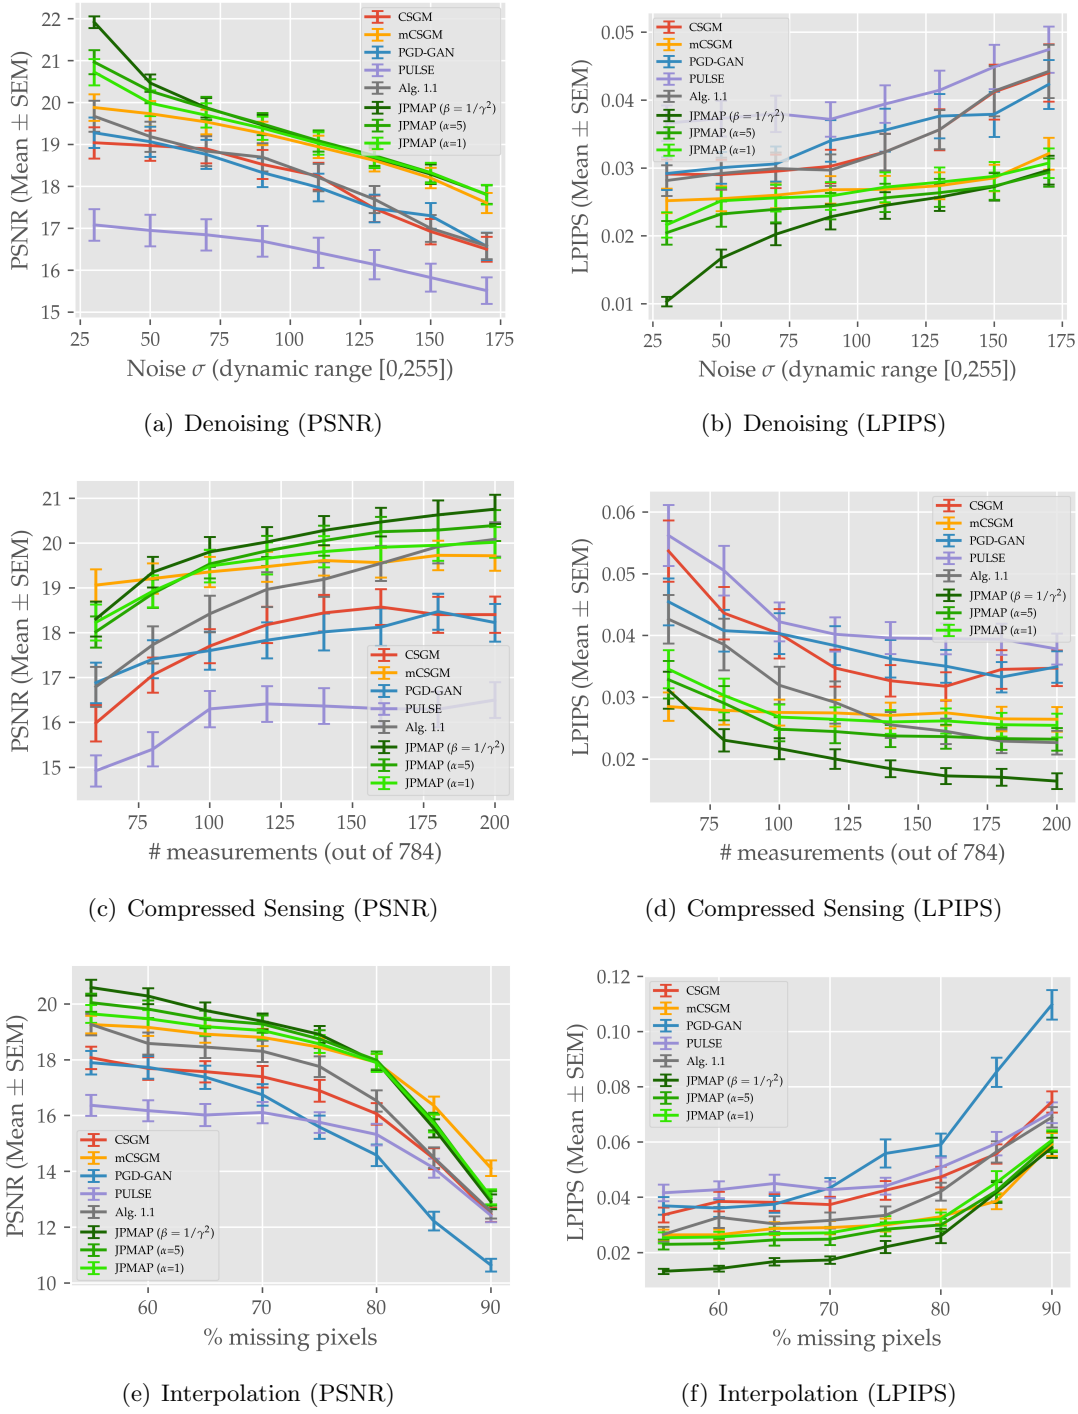 22
21
20
19
18
17
16
15
PSNR (Mean ± SEM)
CSGM
mCSGM
PGD-GAN
PULSE
Alg. 1.1
JPMAP (β = 1/γ²)
JPMAP (α=5)
JPMAP (α=1)
25 50 75 100 125 150 175
Noise σ (dynamic range [0,255])
(a) Denoising (PSNR)
0.05
0.04
0.03
0.02
0.01
LPIPS (Mean ± SEM)
CSGM
mCSGM
PGD-GAN
PULSE
Alg. 1.1
JPMAP (β = 1/γ²)
JPMAP (α=5)
JPMAP (α=1)
25 50 75 100 125 150 175
Noise σ (dynamic range [0,255])
(b) Denoising (LPIPS)
21
20
19
18
17
16
15
PSNR (Mean ± SEM)
CSGM
mCSGM
PGD-GAN
PULSE
Alg. 1.1
JPMAP (β = 1/γ²)
JPMAP (α=5)
JPMAP (α=1)
75 100 125 150 175 200
# measurements (out of 784)
(c) Compressed Sensing (PSNR)
0.06
0.05
0.04
0.03
0.02
LPIPS (Mean ± SEM)
CSGM
mCSGM
PGD-GAN
PULSE
Alg. 1.1
JPMAP (β = 1/γ²)
JPMAP (α=5)
JPMAP (α=1)
75 100 125 150 175 200
# measurements (out of 784)
(d) Compressed Sensing (LPIPS)
20
18
16
14
12
10
PSNR (Mean ± SEM)
CSGM
mCSGM
PGD-GAN
PULSE
Alg. 1.1
JPMAP (β = 1/γ²)
JPMAP (α=5)
JPMAP (α=1)
60 70 80 90
% missing pixels
(e) Interpolation (PSNR)
0.12
0.10
0.08
0.06
0.04
0.02
LPIPS (Mean ± SEM)
CSGM
mCSGM
PGD-GAN
PULSE
Alg. 1.1
JPMAP (β = 1/γ²)
JPMAP (α=5)
JPMAP (α=1)
60 70 80 90
% missing pixels
(f) Interpolation (LPIPS)